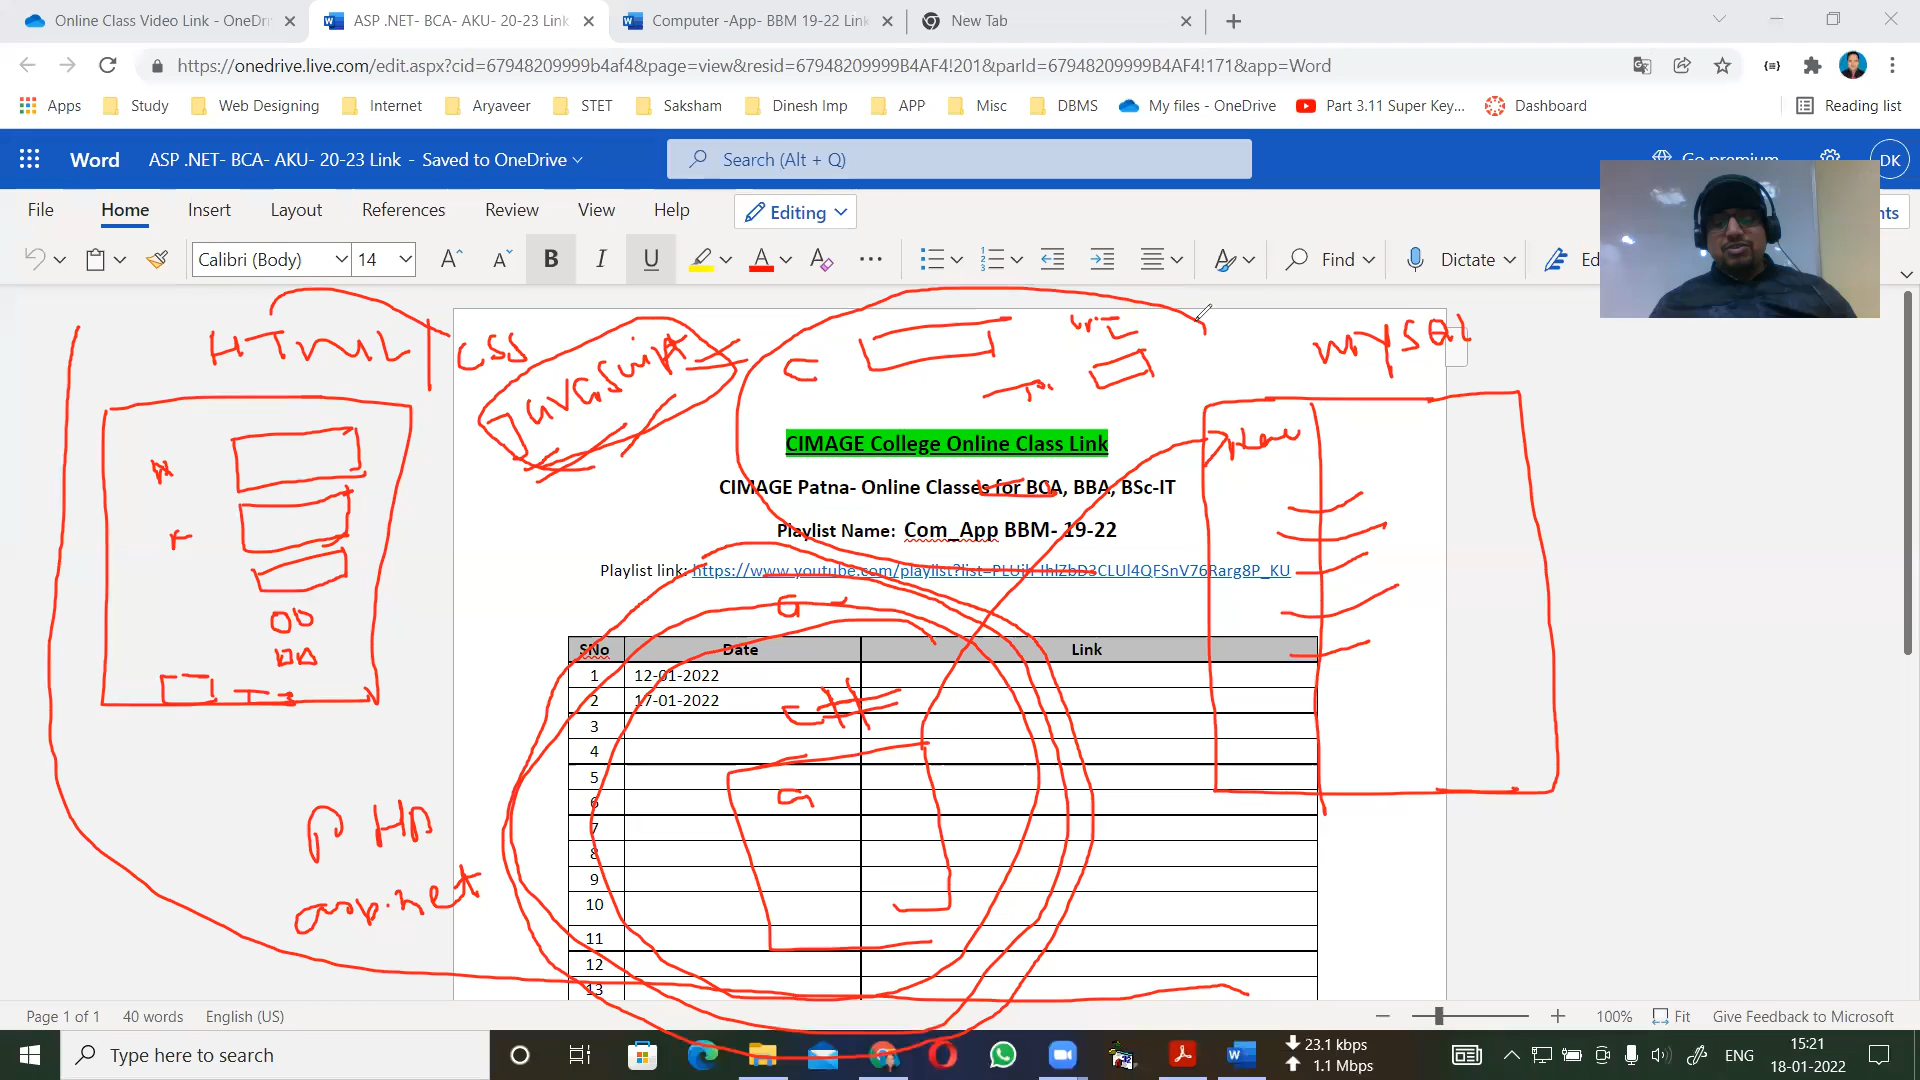 Online Class Video Link - OneDri
ASP .NET- BCA- AKU- 20-23 Link
Computer -App- BBM 19-22 Link
New Tab
https://onedrive.live.com/edit.aspx?cid=67948209999b4af4&page=view&resid=67948209999B4AF4!201&parId=67948209999B4AF4!171&app=Word
Apps Study Web Designing Internet Aryaveer STET Saksham Dinesh Imp APP Misc DBMS My files - OneDrive Part 3.11 Super Key... Dashboard Reading list
Word ASP .NET- BCA- AKU- 20-23 Link - Saved to OneDrive Search (Alt + Q) Go premium DK
File Home Insert Layout References Review View Help Editing
Calibri (Body) 14 B I U A Find Dictate Ed
HTML CSS
Javascript
C
mysql
CIMAGE College Online Class Link
CIMAGE Patna- Online Classes for BCA, BBA, BSc-IT
Playlist Name: Com_App BBM- 19-22
Playlist link: https://www.youtube.com/playlist?list=PLUjh-IhlZbD3CLUl4QFSnV76Rarg8P_KU
SNo Date Link
1 12-01-2022
2 17-01-2022
3
4
5
6
7
8
9
10
11
12
13
C#
PHP
asp.net
Page 1 of 1 40 words English (US) 100% Fit Give Feedback to Microsoft
Type here to search
23.1 kbps
1.1 Mbps
ENG
15:21
18-01-2022